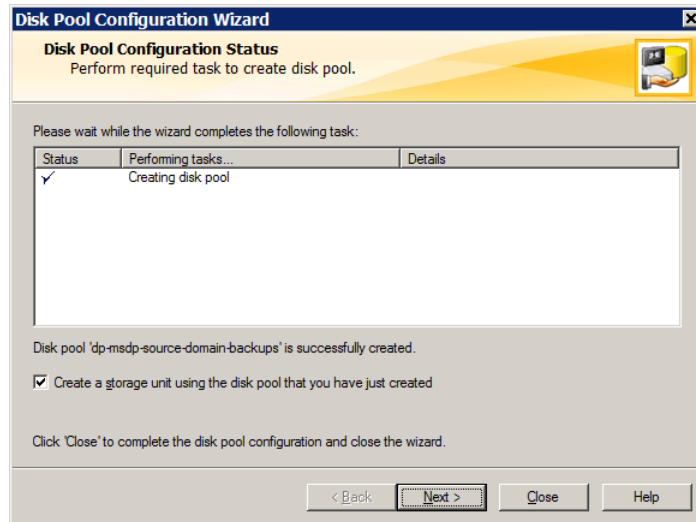 Disk Pool Configuration Wizard
Disk Pool Configuration Status
Perform required task to create disk pool.
Please wait while the wizard completes the following task:
Status Performing tasks... Details
Creating disk pool
Disk pool 'dp-msdp-source-domain-backups' is successfully created.
Create a storage unit using the disk pool that you have just created
Click 'Close' to complete the disk pool configuration and close the wizard.
< Back Next > Close Help